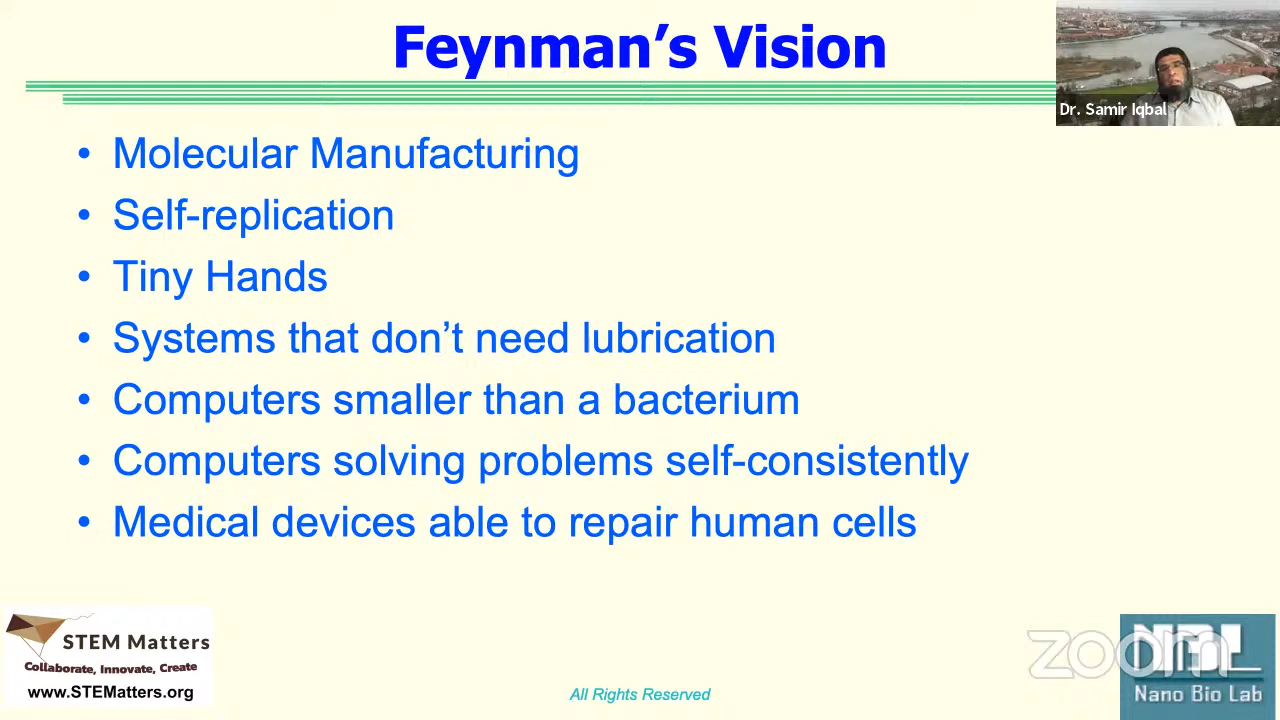 Feynman’s Vision
Dr. Samir Iqbal
• Molecular Manufacturing
• Self-replication
• Tiny Hands
• Systems that don’t need lubrication
• Computers smaller than a bacterium
• Computers solving problems self-consistently
• Medical devices able to repair human cells
STEM Matters
Collaborate, Innovate, Create
www.STEMatters.org
All Rights Reserved
zoom
NBL
Nano Bio Lab